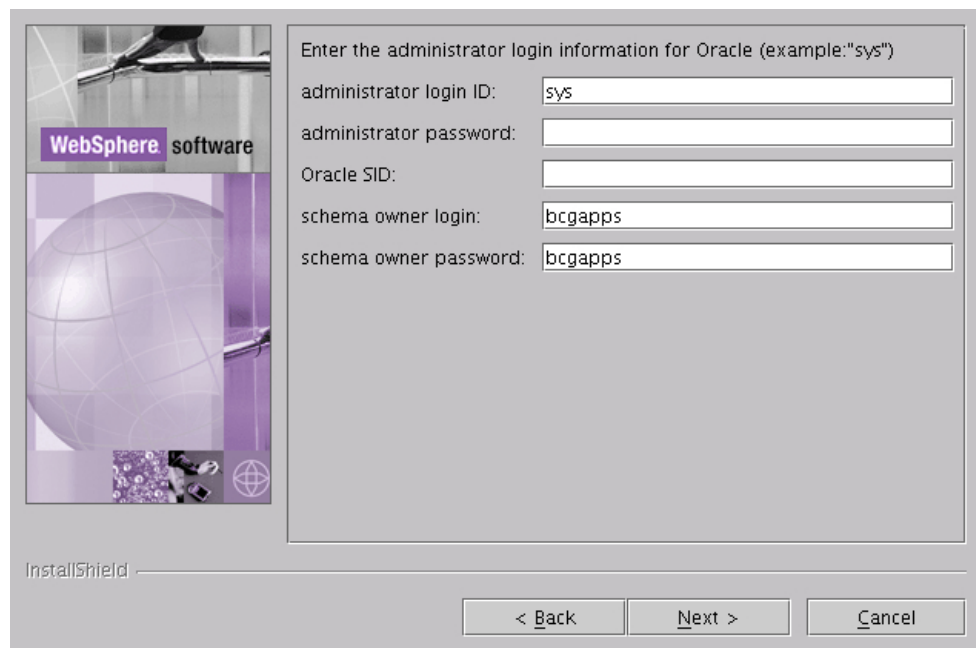 WebSphere software
Enter the administrator login information for Oracle (example:"sys")
administrator login ID: sys
administrator password:
Oracle SID:
schema owner login: bcgapps
schema owner password: bcgapps
InstallShield
< Back Next > Cancel